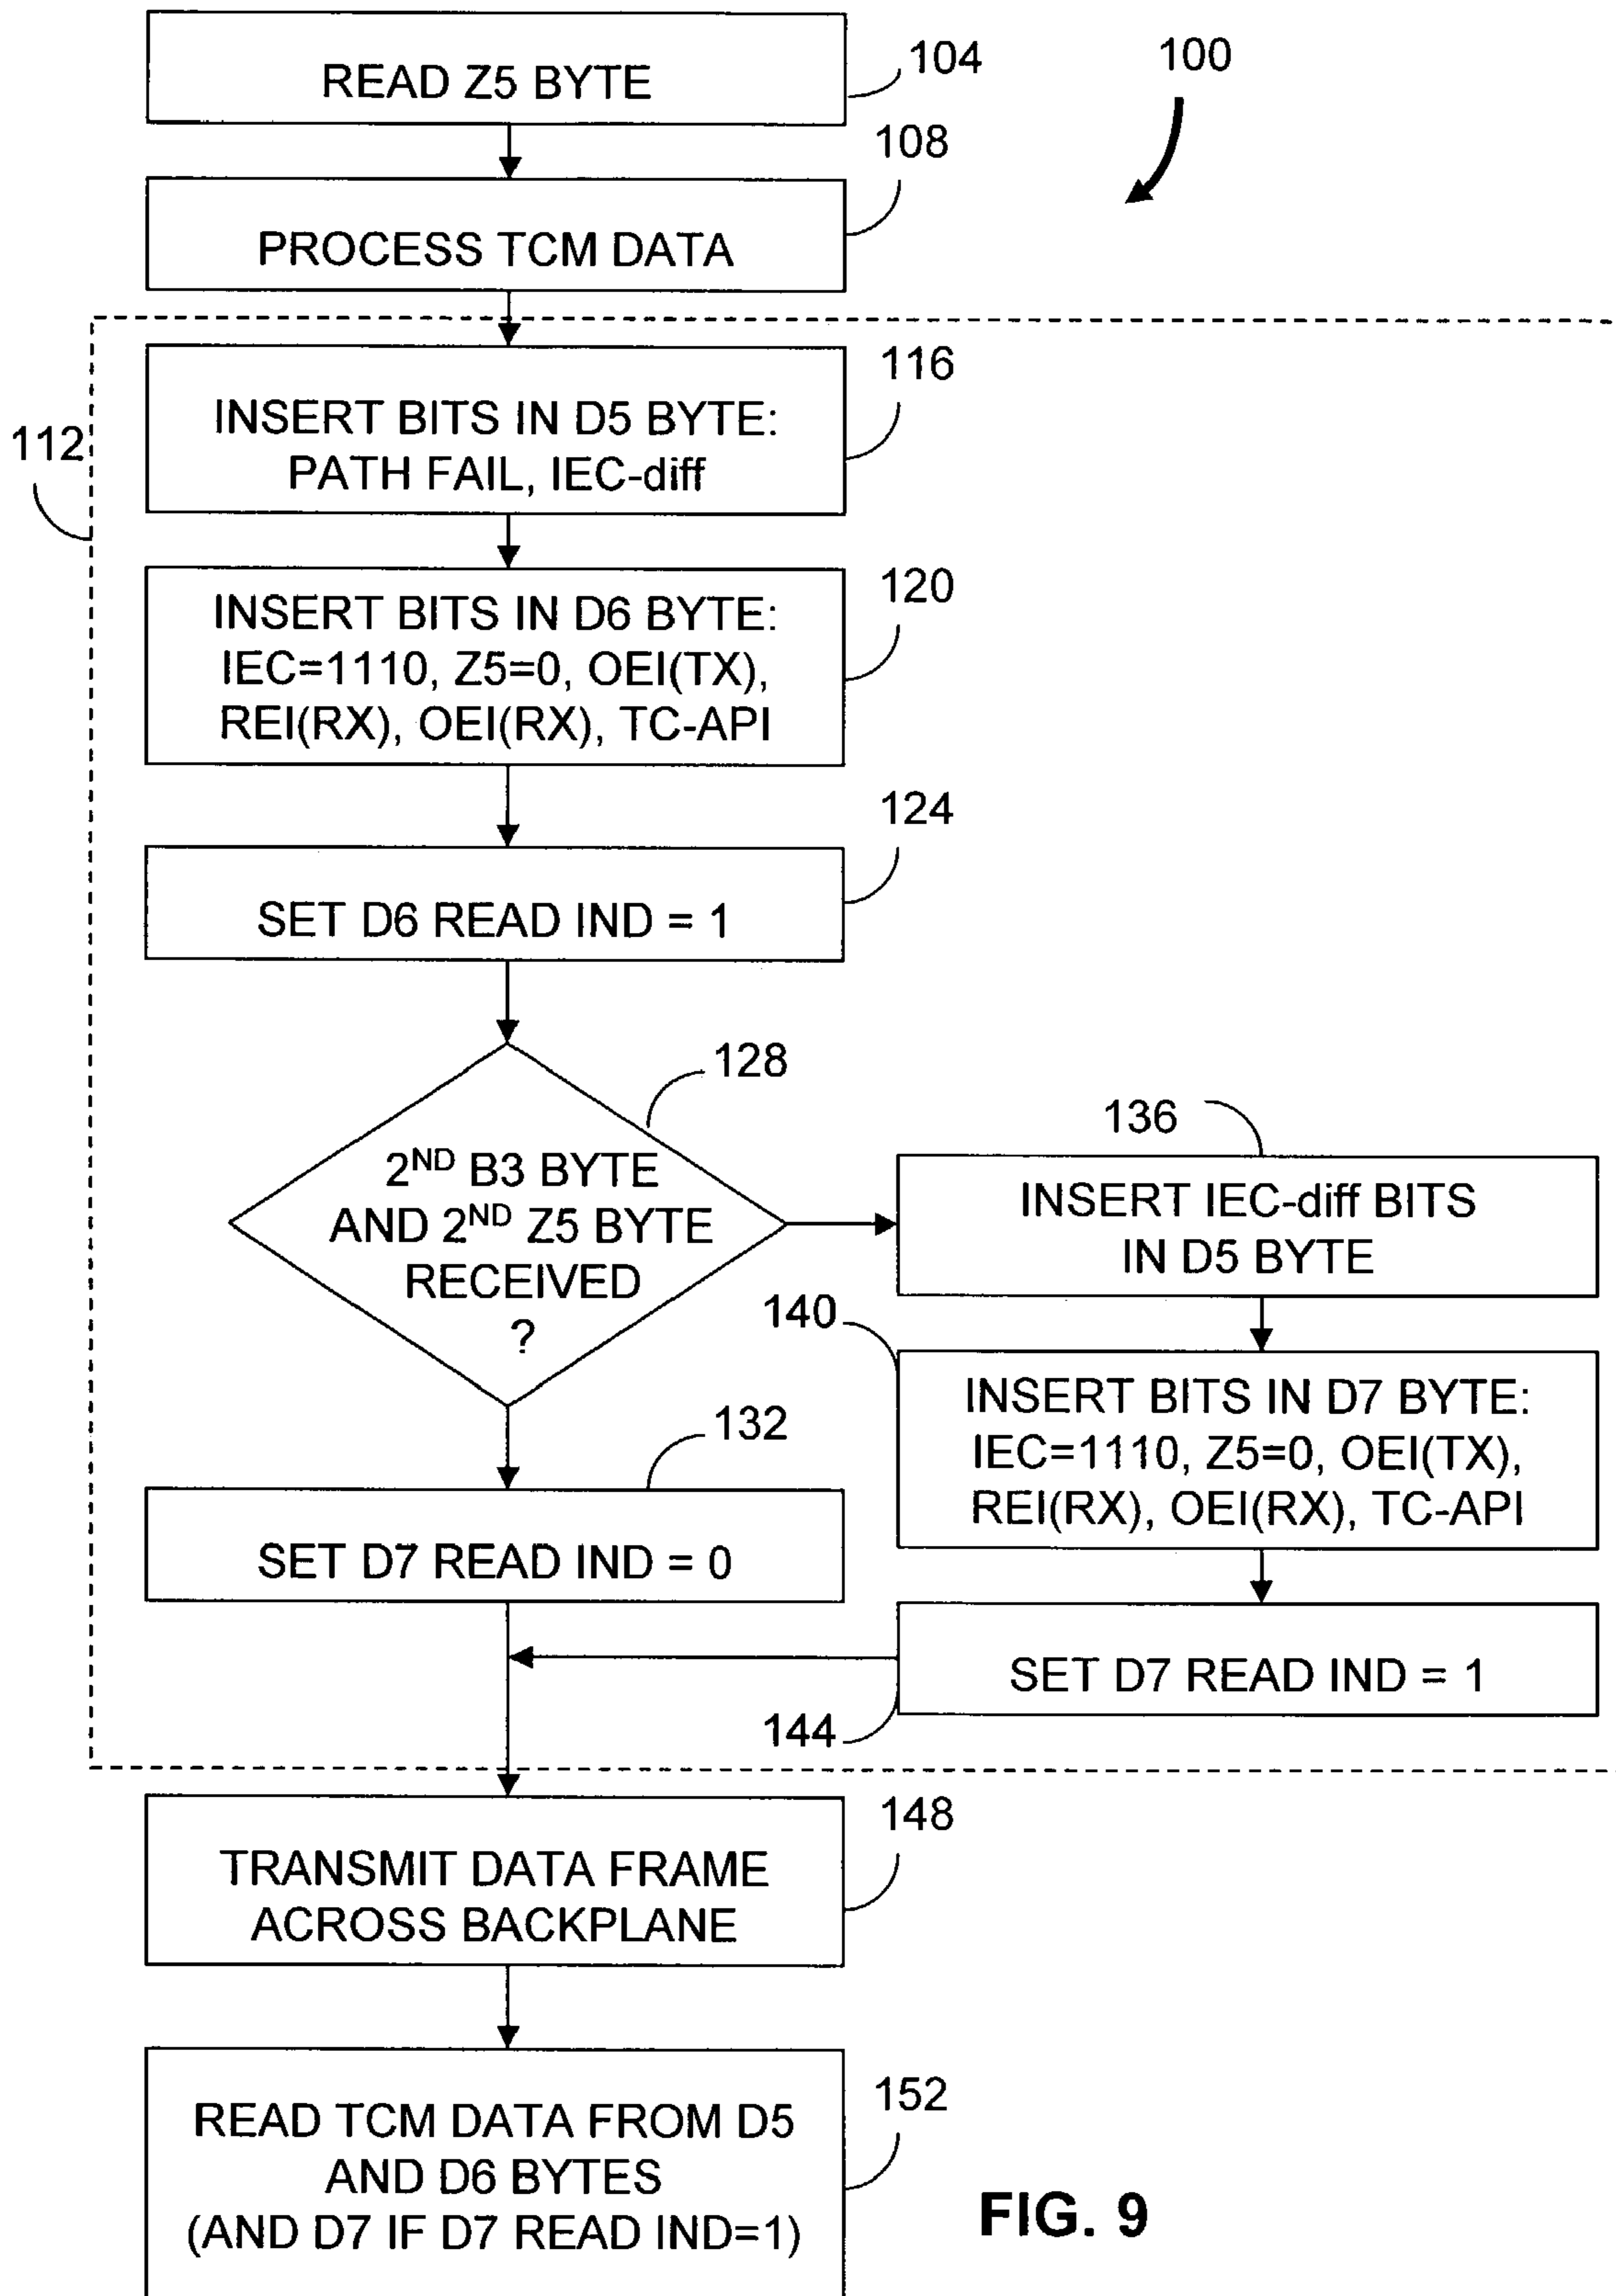 READ Z5 BYTE
104
100
108
PROCESS TCM DATA
112
116
INSERT BITS IN D5 BYTE:
PATH FAIL, IEC-diff
120
INSERT BITS IN D6 BYTE:
IEC=1110, Z5=0, OEI(TX),
REI(RX), OEI(RX), TC-API
124
SET D6 READ IND = 1
128
2ND B3 BYTE
AND 2ND Z5 BYTE
RECEIVED
?
136
INSERT IEC-diff BITS
IN D5 BYTE
140
INSERT BITS IN D7 BYTE:
IEC=1110, Z5=0, OEI(TX),
REI(RX), OEI(RX), TC-API
132
SET D7 READ IND = 0
SET D7 READ IND = 1
144
148
TRANSMIT DATA FRAME
ACROSS BACKPLANE
152
READ TCM DATA FROM D5
AND D6 BYTES
(AND D7 IF D7 READ IND=1)
FIG. 9